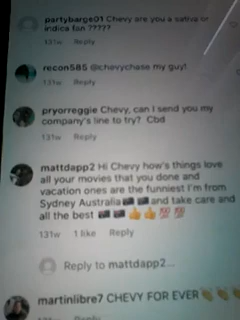 partybarge01 Chevy are you a sativa or
indica fan ?????
131w Reply
recon585 @chevychase my guy!
131w Reply
pryorreggie Chevy, can I send you my
company's line to try? Cbd
131w Reply
mattdapp2 Hi Chevy how's things love
all your movies that you done and
vacation ones are the funniest I'm from
Sydney Australia and take care and
all the best 👍👍💯💯
131w 1 like Reply
Reply to mattdapp2...
martinlibre7 CHEVY FOR EVER 👏👏👏
Reply